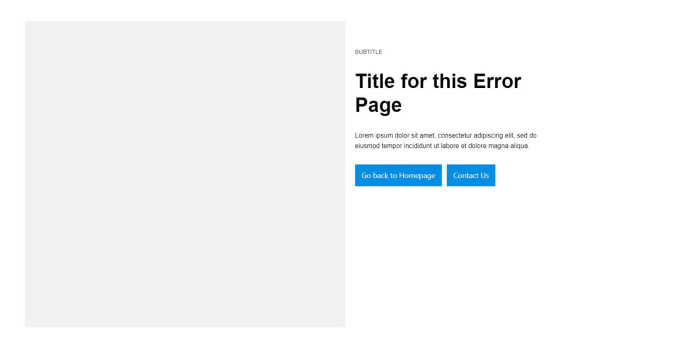 SUBTITLE
Title for this Error
Page
Lorem ipsum dolor sit amet, consectetur adipiscing elit, sed do
eiusmod tempor incididunt ut labore et dolore magna aliqua.
Go back to Homepage
Contact Us